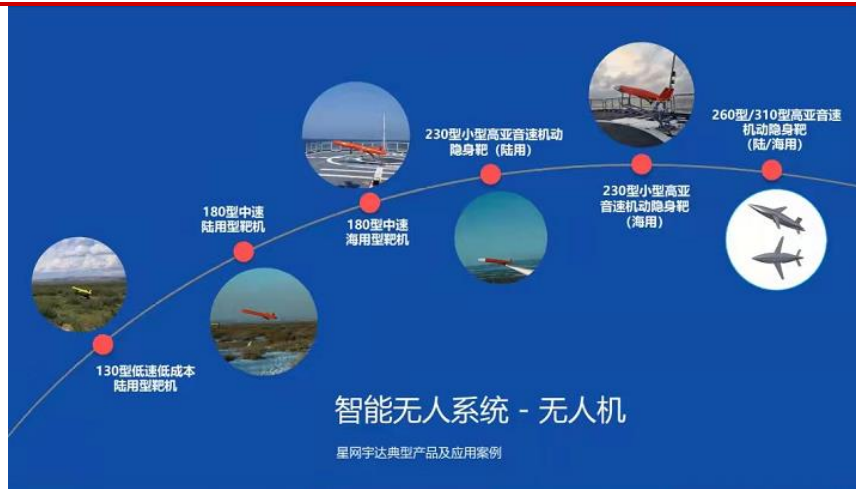 260型/310型高亚音速
机动隐身靶
(陆/海用)
230型小型高亚音速机动
隐身靶（陆用）
230型小型高亚
音速机动隐身靶
(海用)
180型中速
陆用型靶机
180型中速
海用型靶机
130型低速低成本
陆用型靶机
智能无人系统 - 无人机
星网宇达典型产品及应用案例